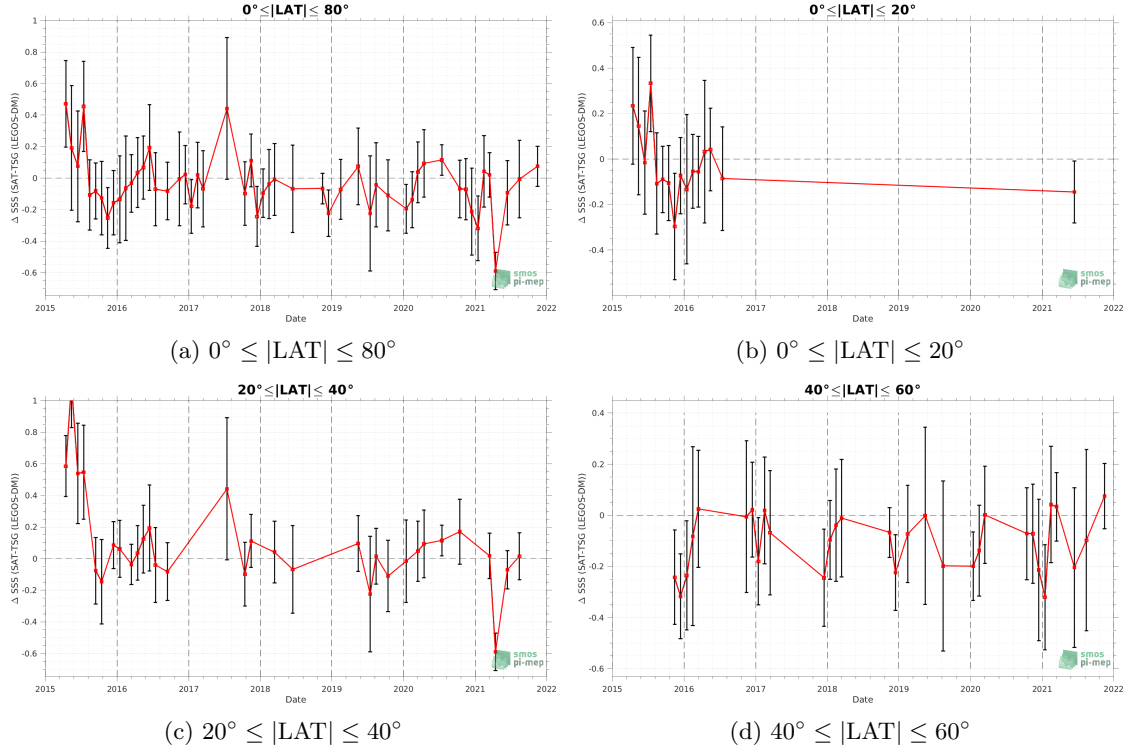 0°≤|LAT|≤ 80°
Δ SSS (SAT-TSG (LEGOS-DM))
1
0.8
0.6
0.4
0.2
0
-0.2
-0.4
-0.6
2015 2016 2017 2018 2019 2020 2021 2022
Date
smos
pi-mep
(a) 0° ≤ |LAT| ≤ 80°
0°≤|LAT|≤ 20°
Δ SSS (SAT-TSG (LEGOS-DM))
0.6
0.4
0.2
0
-0.2
-0.4
2015 2016 2017 2018 2019 2020 2021 2022
Date
smos
pi-mep
(b) 0° ≤ |LAT| ≤ 20°
20°≤|LAT|≤ 40°
Δ SSS (SAT-TSG (LEGOS-DM))
1
0.8
0.6
0.4
0.2
0
-0.2
-0.4
-0.6
2015 2016 2017 2018 2019 2020 2021 2022
Date
smos
pi-mep
(c) 20° ≤ |LAT| ≤ 40°
40°≤|LAT|≤ 60°
Δ SSS (SAT-TSG (LEGOS-DM))
0.4
0.2
0
-0.2
-0.4
-0.6
2015 2016 2017 2018 2019 2020 2021 2022
Date
smos
pi-mep
(d) 40° ≤ |LAT| ≤ 60°